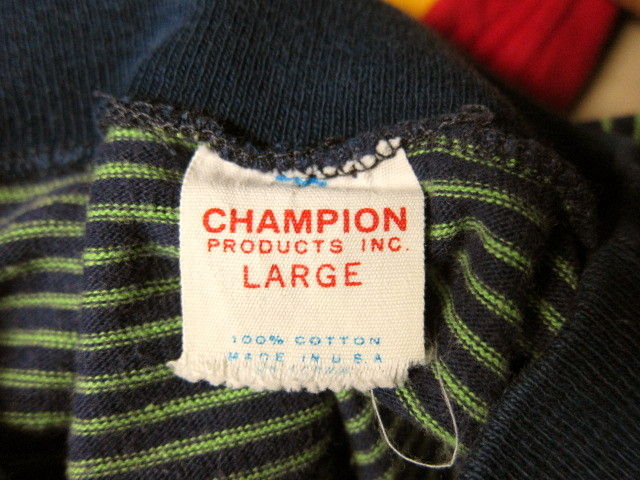 CHAMPION
PRODUCTS INC.
LARGE
100% COTTON
MADE IN U.S.A